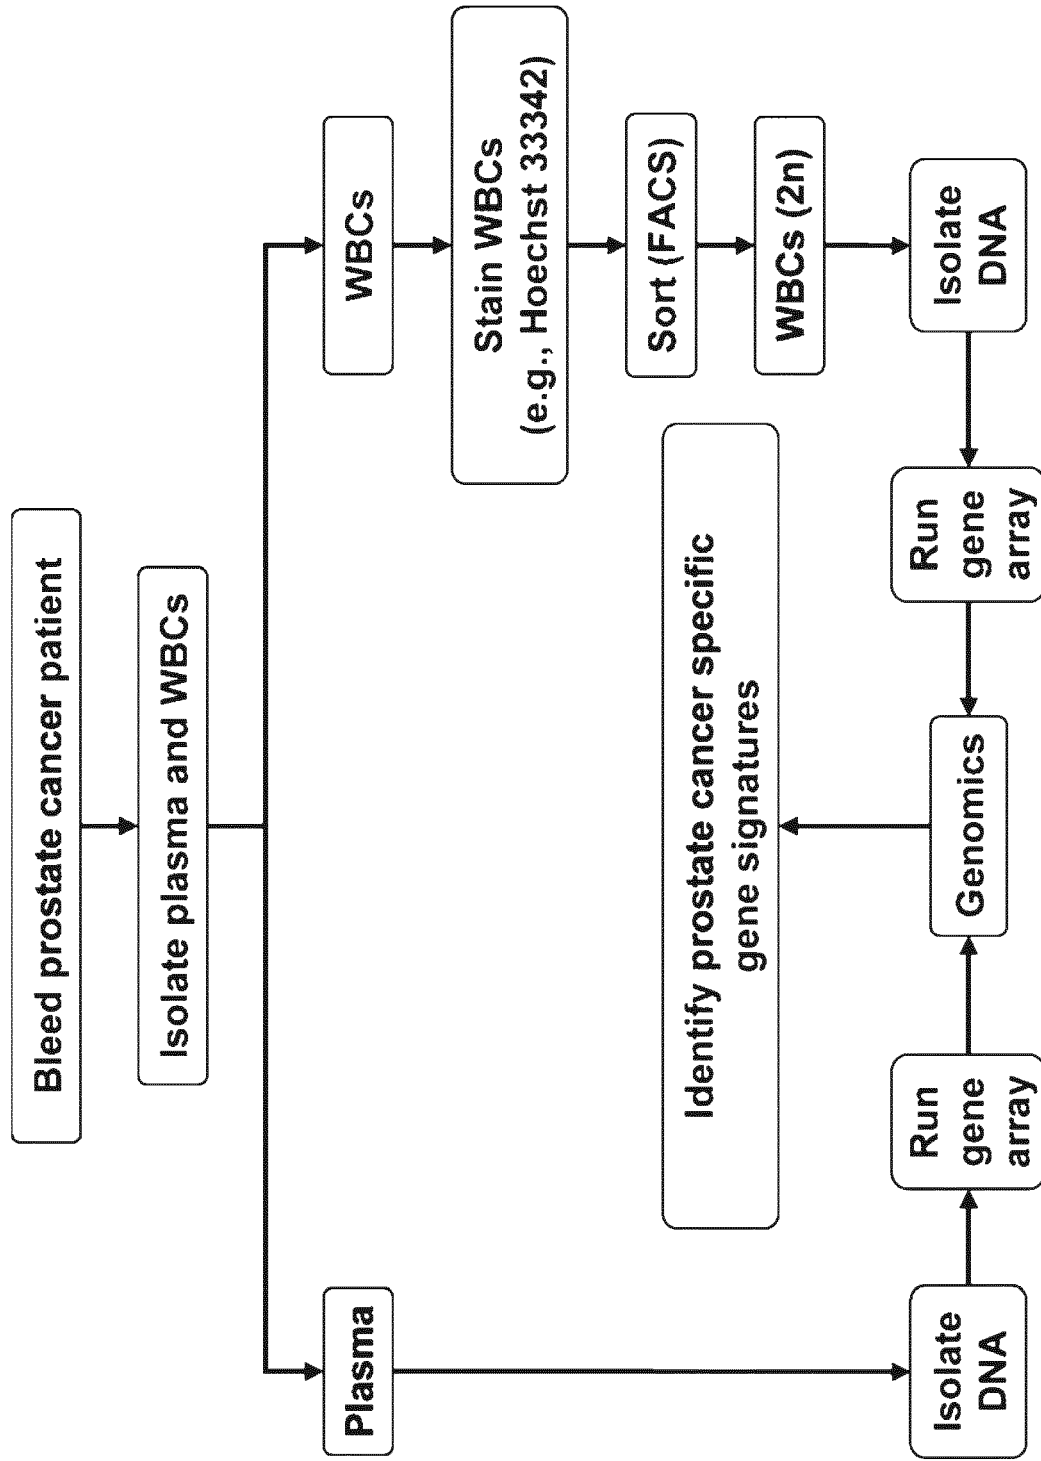 Bleed prostate cancer patient
Isolate plasma and WBCs
Plasma
Isolate
DNA
Run
gene
array
WBCs
Stain WBCs
(e.g., Hoechst 33342)
Sort (FACS)
WBCs (2n)
Isolate
DNA
Run
gene
array
Genomics
Identify prostate cancer specific
gene signatures